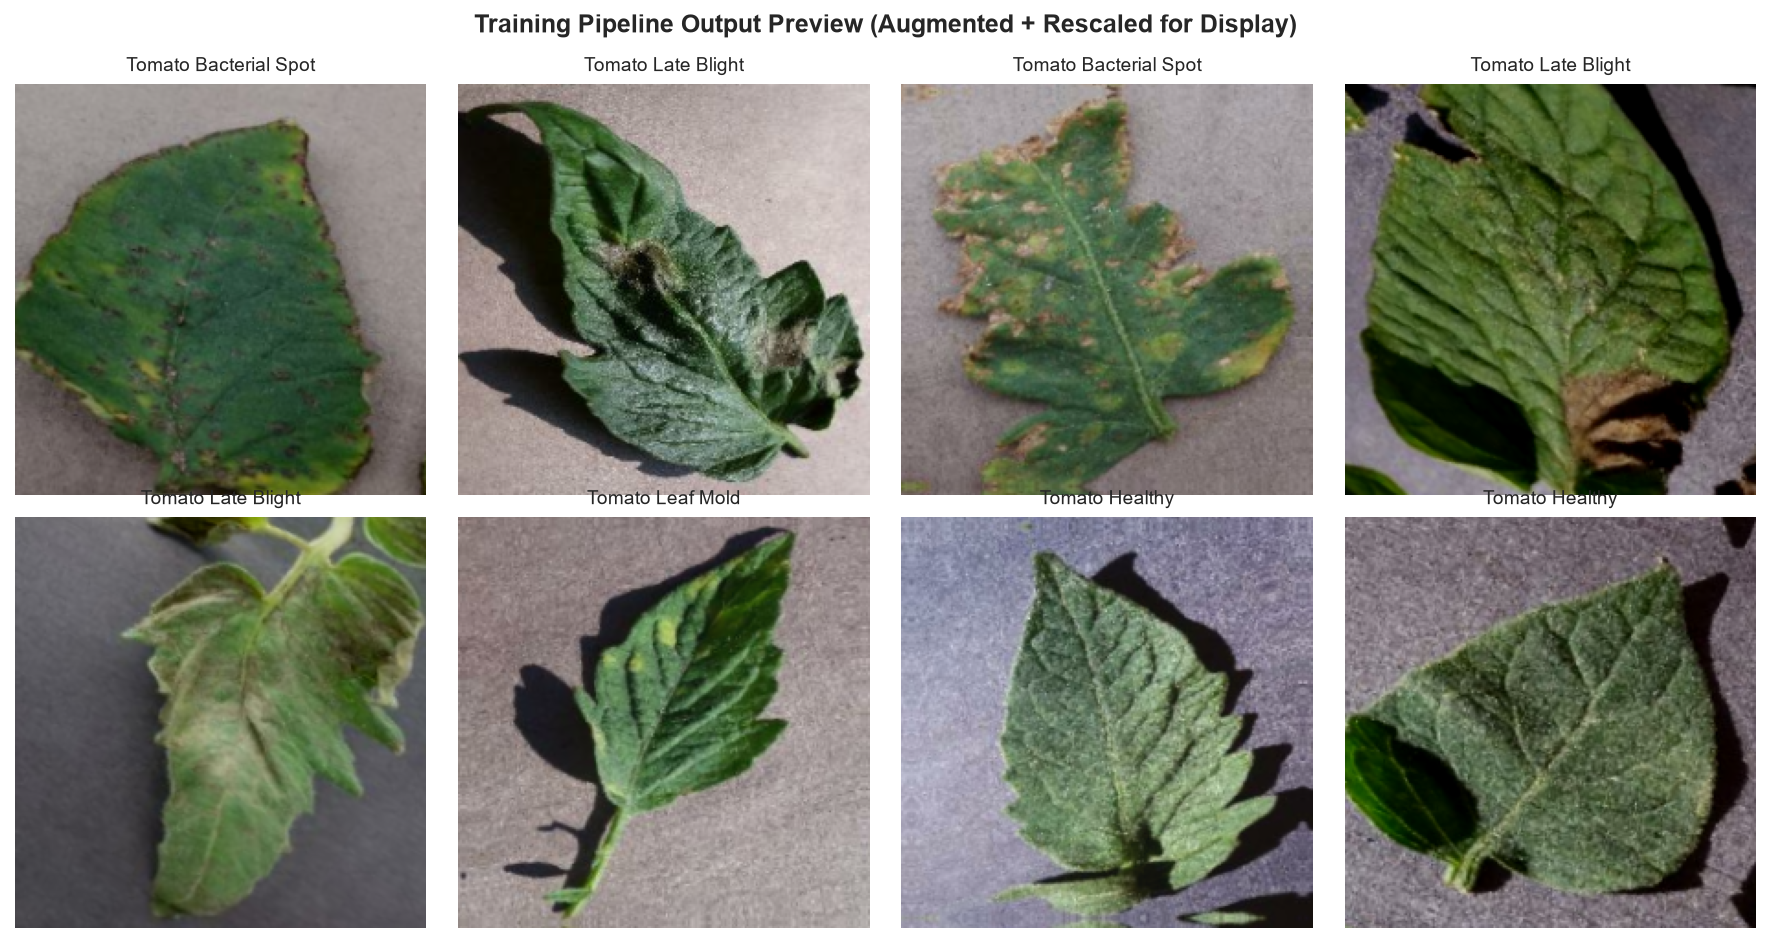 Training Pipeline Output Preview (Augmented + Rescaled for Display)
Tomato Bacterial Spot
Tomato Late Blight
Tomato Bacterial Spot
Tomato Late Blight
Tomato Late Blight
Tomato Leaf Mold
Tomato Healthy
Tomato Healthy